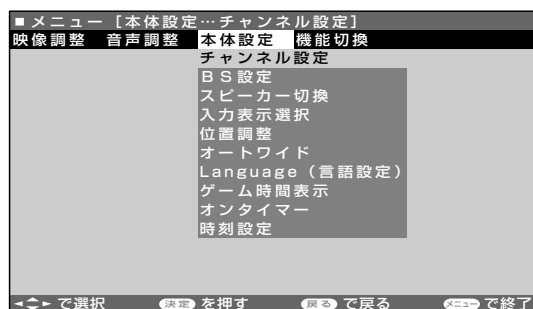 ■メニュー [本体設定…チャンネル設定]
映像調整 音声調整 本体設定 機能切換
チャンネル設定
BS設定
スピーカー切換
入力表示選択
位置調整
オートワイド
Language(言語設定)
ゲーム時間表示
オンタイマー
時刻設定
で選択 決定 を押す 戻る で戻る メニュー で終了